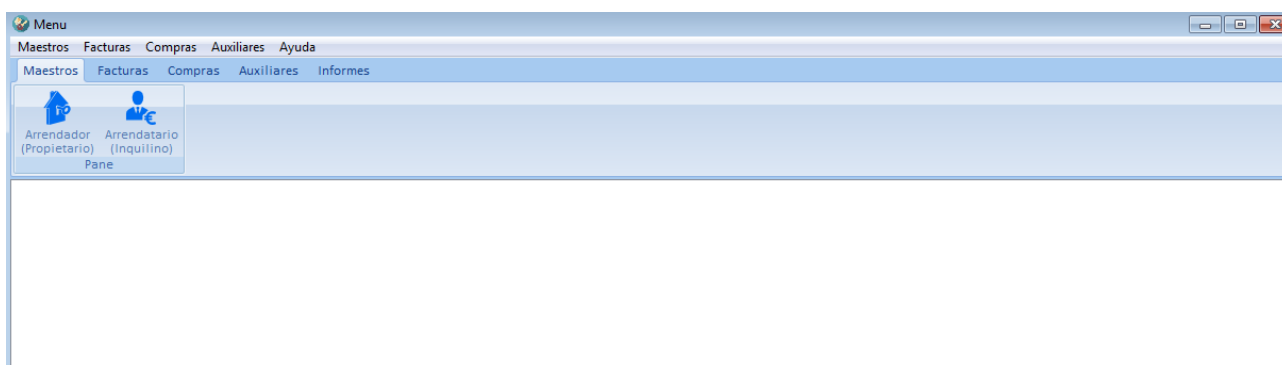 Menu
Maestros Facturas Compras Auxiliares Ayuda
Maestros Facturas Compras Auxiliares Informes
Arrendador Arrendatario
(Propietario) (Inquilino)
Pane